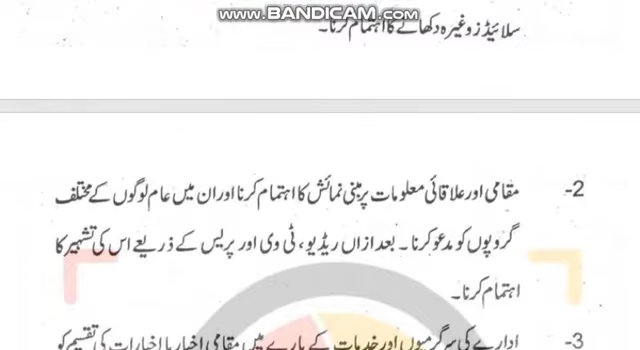 www.BANDICAM.com
سلائیڈز وغیرہ دکھانے کا اہتمام کرنا۔
2- مقامی اور علاقائی معلومات پر مبنی نمائش کا اہتمام کرنا اور ان میں عام لوگوں کے مختلف
گروپوں کو مدعو کرنا ۔ بعد ازاں ریڈیو، ٹی وی اور پریس کے ذریعے اس کی تشہیر کا
اہتمام کرنا۔
3- ادارے کی سرگرمیوں اور خدمات کے بارے میں مقامی اخبار یا اخبارات کی تقسیم کو